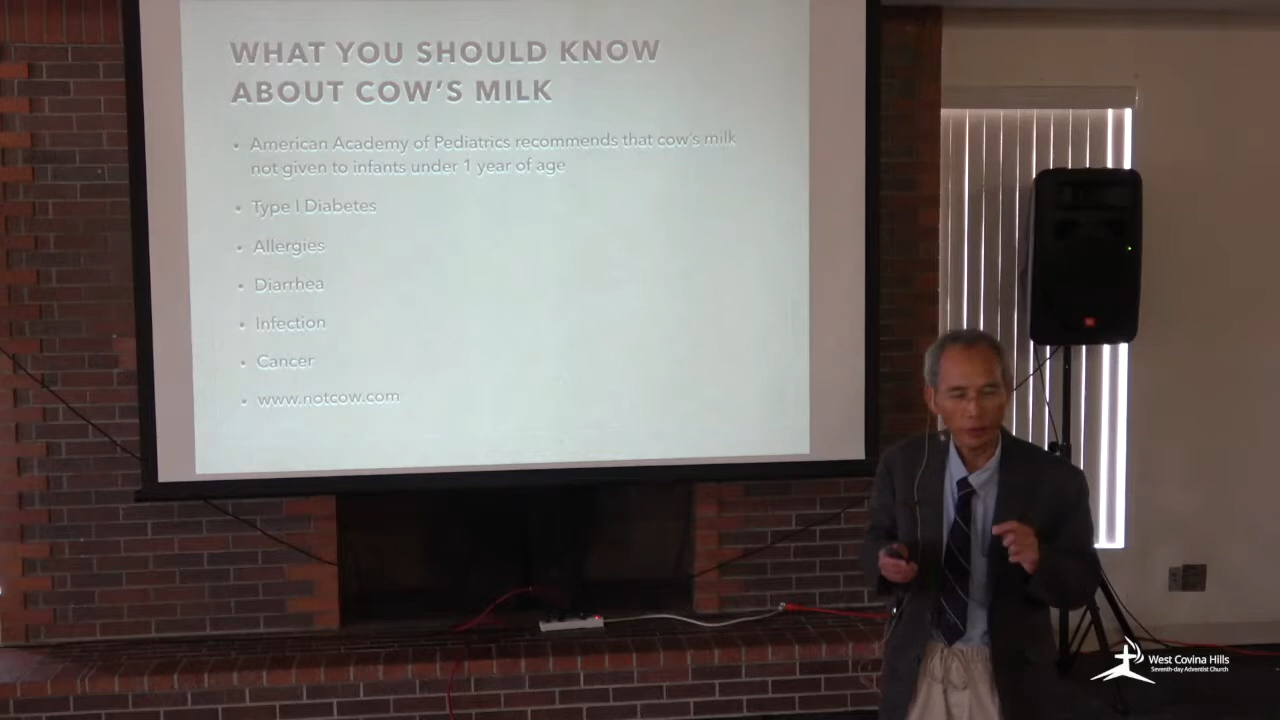 WHAT YOU SHOULD KNOW
ABOUT COW'S MILK
• American Academy of Pediatrics recommends that cow's milk
not given to infants under 1 year of age
• Type I Diabetes
• Allergies
• Diarrhea
• Infection
• Cancer
• www.notcow.com
West Covina Hills
Seventh-day Adventist Church